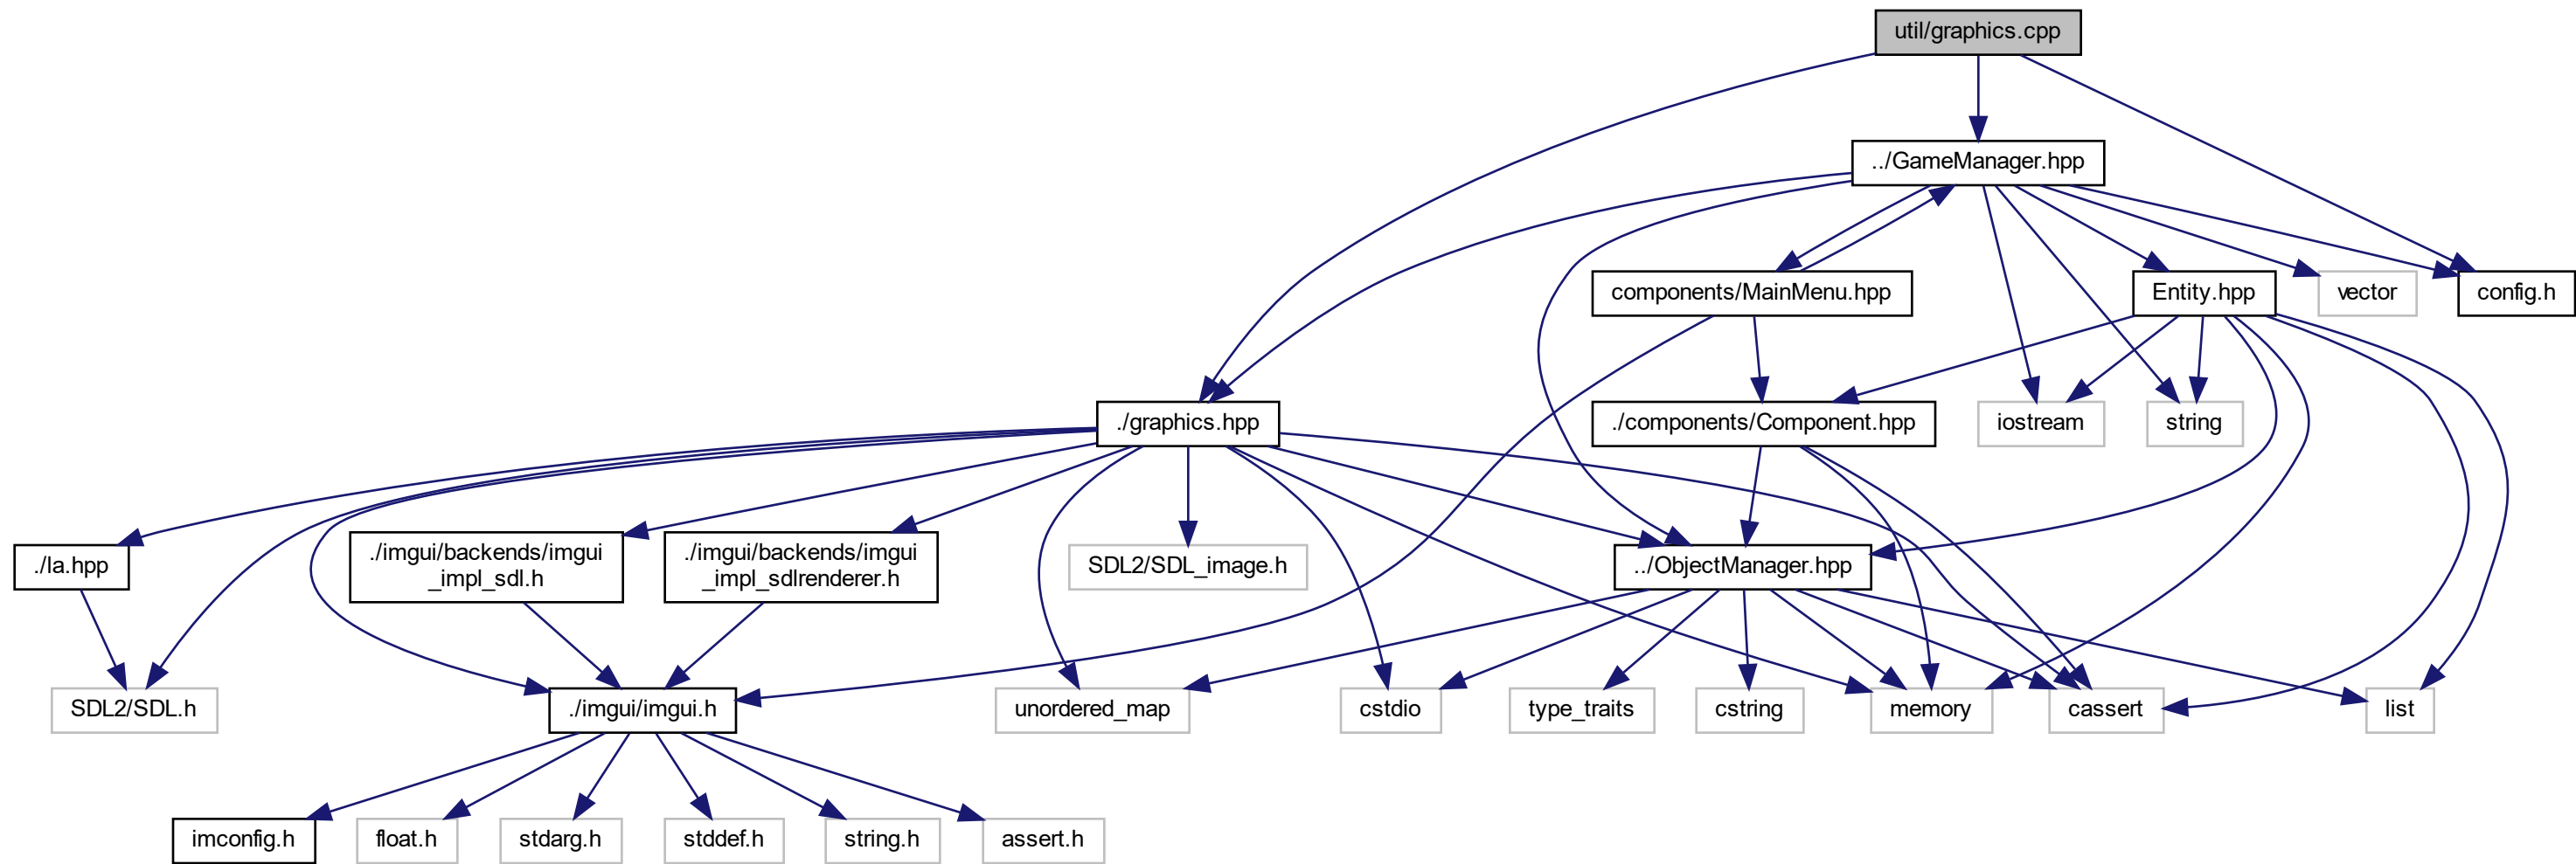 util/graphics.cpp
../GameManager.hpp
components/MainMenu.hpp
Entity.hpp
vector
config.h
./graphics.hpp
./components/Component.hpp
iostream
string
./la.hpp
./imgui/backends/imgui
_impl_sdl.h
./imgui/backends/imgui
_impl_sdlrenderer.h
SDL2/SDL_image.h
../ObjectManager.hpp
SDL2/SDL.h
./imgui/imgui.h
unordered_map
cstdio
type_traits
cstring
memory
cassert
list
imconfig.h
float.h
stdarg.h
stddef.h
string.h
assert.h